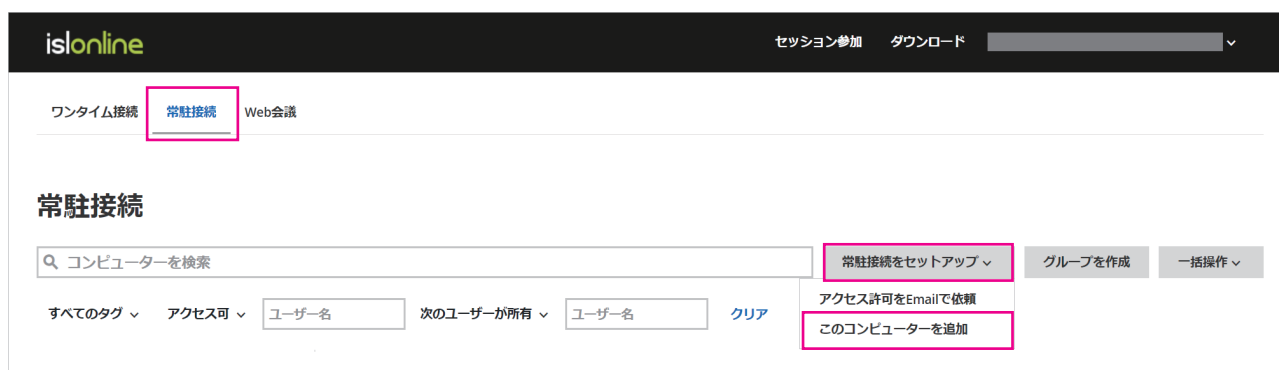 islonline セッション参加 ダウンロード
ワンタイム接続 常駐接続 Web会議
常駐接続
コンピューターを検索 常駐接続をセットアップ グループを作成 一括操作
アクセス許可をEmailで依頼
すべてのタグ アクセス可 ユーザー名 次のユーザーが所有 ユーザー名 クリア
このコンピューターを追加